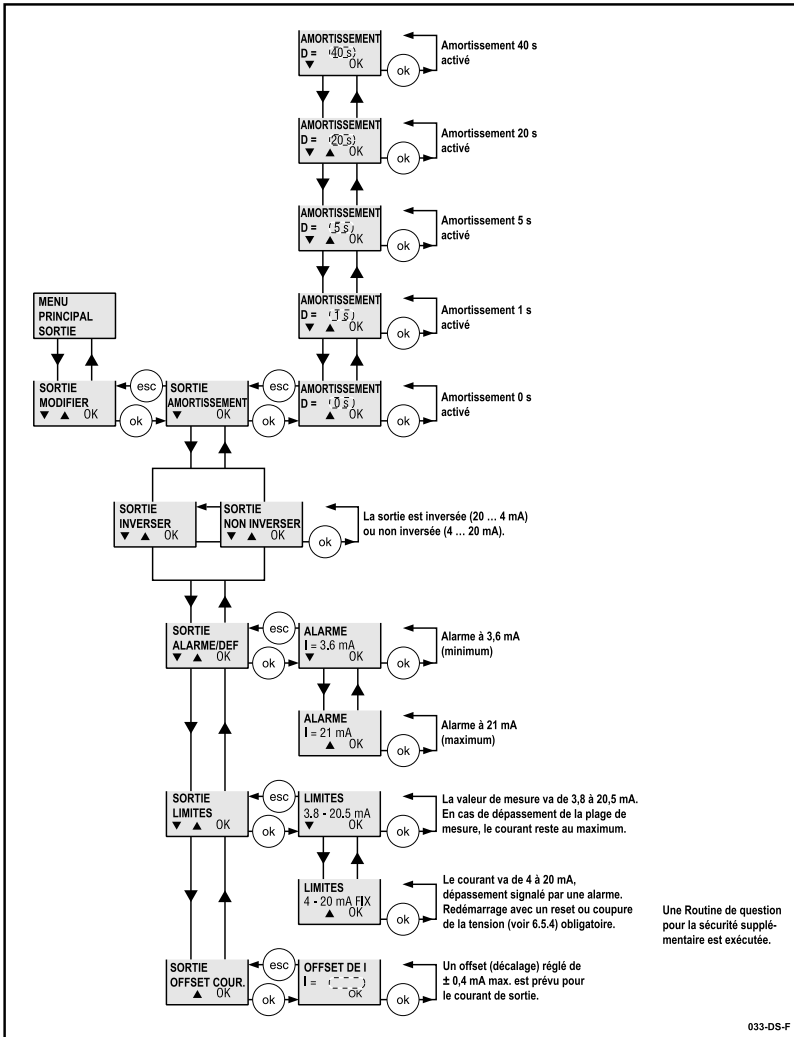 AMORTISSEMENT
D = 40 s
▼ OK
ok
Amortissement 40 s
activé
AMORTISSEMENT
D = 20 s
▼ ▲ OK
ok
Amortissement 20 s
activé
AMORTISSEMENT
D = 5 s
▼ ▲ OK
ok
Amortissement 5 s
activé
AMORTISSEMENT
D = 1 s
▼ ▲ OK
ok
Amortissement 1 s
activé
MENU
PRINCIPAL
SORTIE
SORTIE
MODIFIER
▼ ▲ OK
esc
ok
SORTIE
AMORTISSEMENT
▼ OK
esc
ok
AMORTISSEMENT
D = 0 s
▲ OK
ok
Amortissement 0 s
activé
SORTIE
INVERSER
▼ ▲ OK
SORTIE
NON INVERSER
▼ ▲ OK
ok
La sortie est inversée (20 ... 4 mA)
ou non inversée (4 ... 20 mA).
SORTIE
ALARME/DEF
▼ ▲ OK
esc
ok
ALARME
I = 3.6 mA
▼ OK
ok
Alarme à 3,6 mA
(minimum)
ALARME
I = 21 mA
▲ OK
ok
Alarme à 21 mA
(maximum)
SORTIE
LIMITES
▼ ▲ OK
esc
ok
LIMITES
3.8 - 20.5 mA
▼ OK
ok
La valeur de mesure va de 3,8 à 20,5 mA.
En cas de dépassement de la plage de
mesure, le courant reste au maximum.
LIMITES
4 - 20 mA FIX
▲ OK
ok
Le courant va de 4 à 20 mA,
dépassement signalé par une alarme.
Redémarrage avec un reset ou coupure
de la tension (voir 6.5.4) obligatoire.
Une Routine de question
pour la sécurité supplé-
mentaire est exécutée.
SORTIE
OFFSET COUR.
▲ OK
esc
ok
OFFSET DE I
I =
OK
ok
Un offset (décalage) réglé de
± 0,4 mA max. est prévu pour
le courant de sortie.
033-DS-F